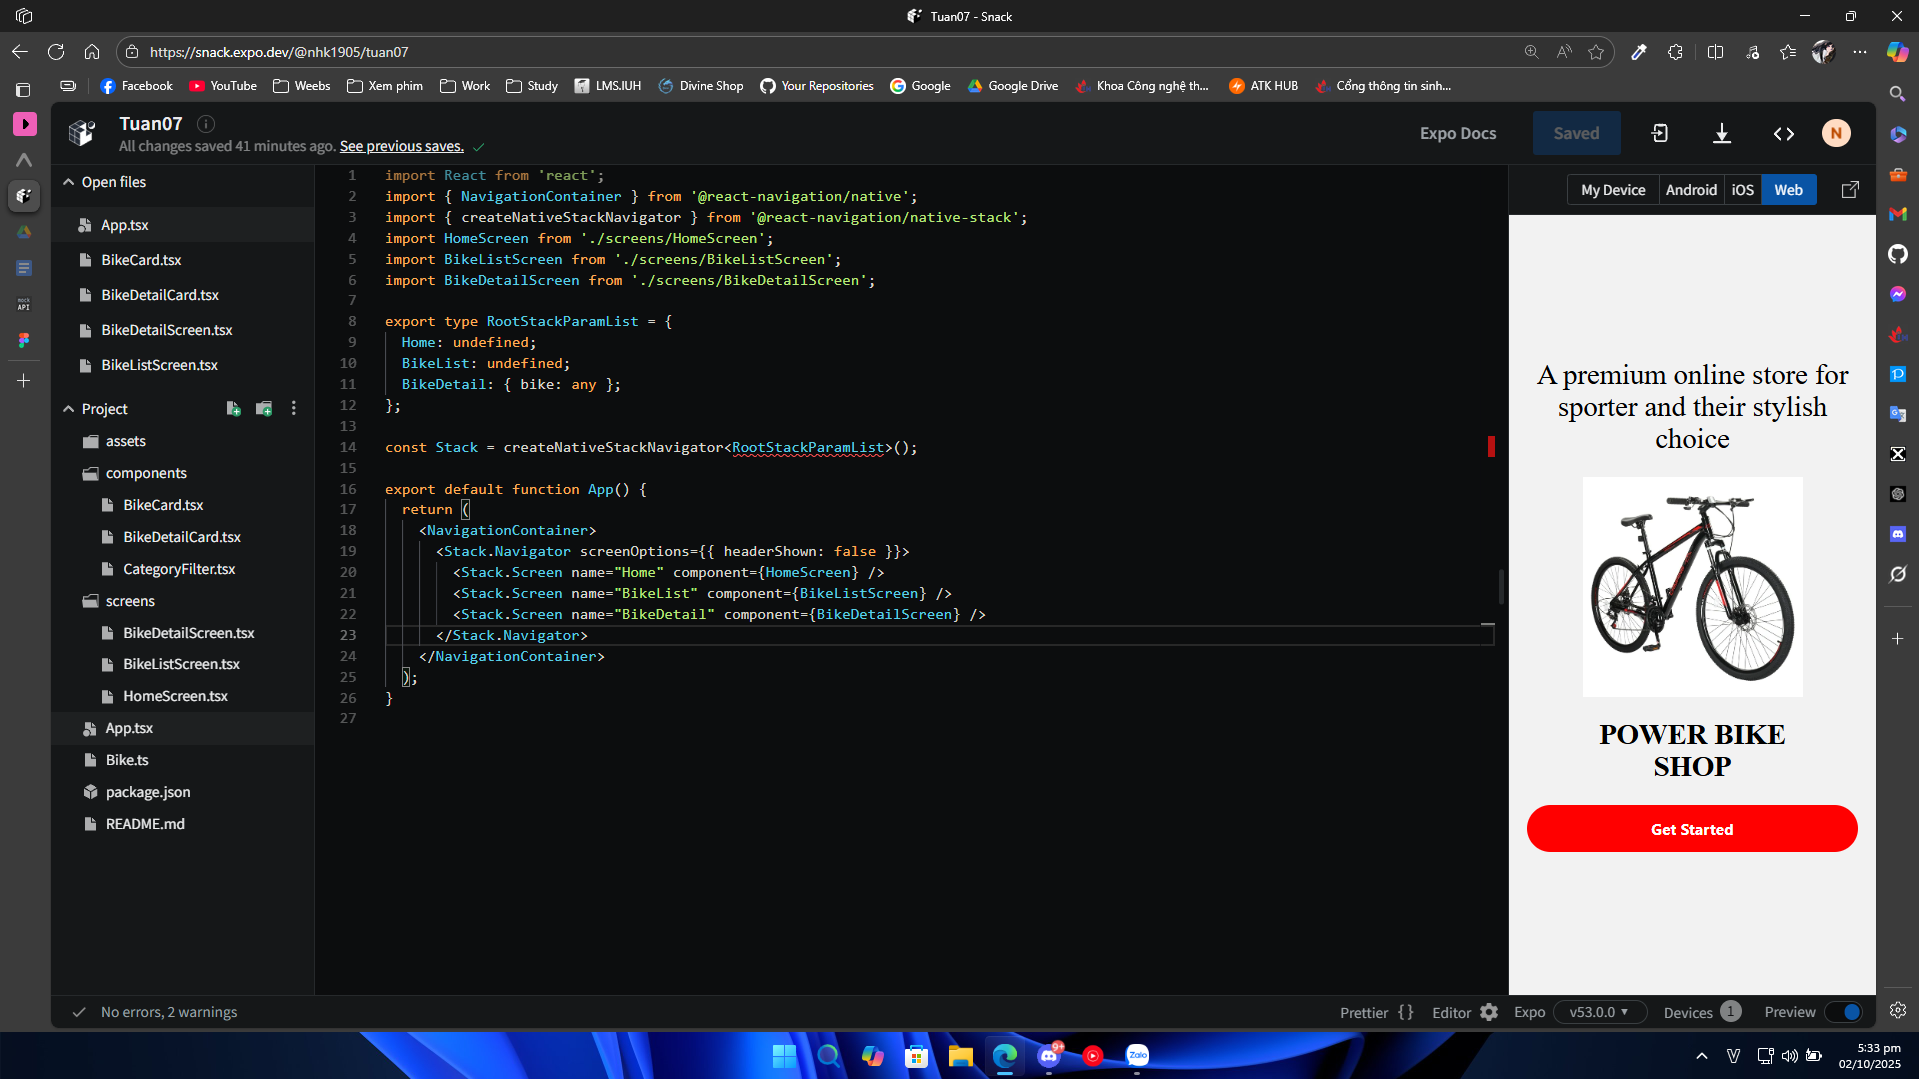 Tuan07 - Snack
https://snack.expo.dev/@nhk1905/tuan07
Facebook YouTube Weebs Xem phim Work Study LMS.IUH Divine Shop Your Repositories Google Google Drive Khoa Công nghệ th... ATK HUB Cổng thông tin sinh...
Tuan07
All changes saved 41 minutes ago. See previous saves.
Expo Docs Saved N
Open files
App.tsx
BikeCard.tsx
BikeDetailCard.tsx
BikeDetailScreen.tsx
BikeListScreen.tsx
Project
assets
components
BikeCard.tsx
BikeDetailCard.tsx
CategoryFilter.tsx
screens
BikeDetailScreen.tsx
BikeListScreen.tsx
HomeScreen.tsx
App.tsx
Bike.ts
package.json
README.md
1 import React from 'react';
2 import { NavigationContainer } from '@react-navigation/native';
3 import { createNativeStackNavigator } from '@react-navigation/native-stack';
4 import HomeScreen from './screens/HomeScreen';
5 import BikeListScreen from './screens/BikeListScreen';
6 import BikeDetailScreen from './screens/BikeDetailScreen';
7
8 export type RootStackParamList = {
9 Home: undefined;
10 BikeList: undefined;
11 BikeDetail: { bike: any };
12 };
13
14 const Stack = createNativeStackNavigator<RootStackParamList>();
15
16 export default function App() {
17 return (
18 <NavigationContainer>
19 <Stack.Navigator screenOptions={{ headerShown: false }}>
20 <Stack.Screen name="Home" component={HomeScreen} />
21 <Stack.Screen name="BikeList" component={BikeListScreen} />
22 <Stack.Screen name="BikeDetail" component={BikeDetailScreen} />
23 </Stack.Navigator>
24 </NavigationContainer>
25 );
26 }
27
My Device Android iOS Web
A premium online store for
sporter and their stylish
choice
POWER BIKE
SHOP
Get Started
No errors, 2 warnings
Prettier {} Editor Expo v53.0.0 Devices 1 Preview
mock
API
9+
Zalo
V
5:33 pm
02/10/2025